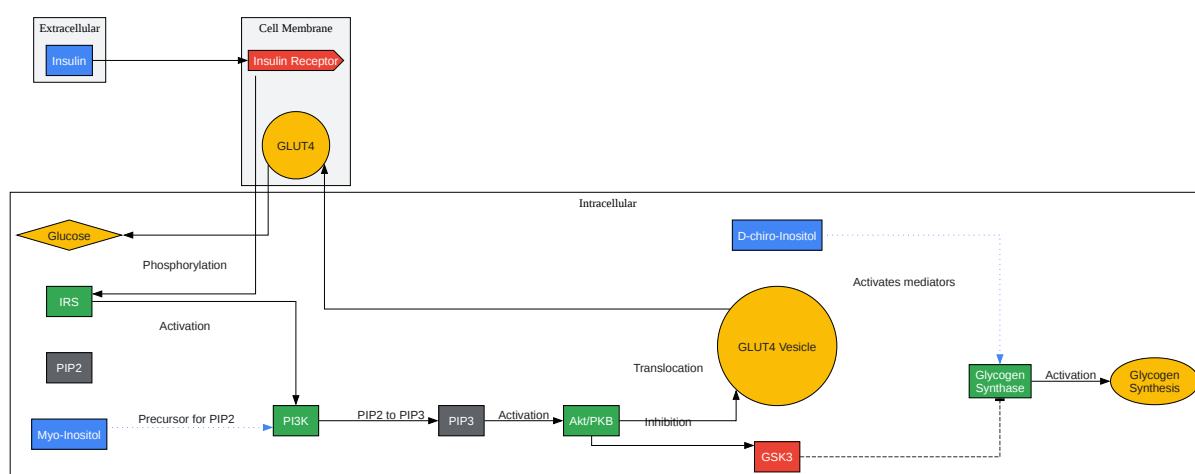 Extracellular
Cell Membrane
Insulin
Insulin Receptor
GLUT4
Intracellular
Glucose
D-chiro-Inositol
Phosphorylation
Activates mediators
IRS
Activation
GLUT4 Vesicle
PIP2
Translocation
Glycogen
Synthase
Activation
Glycogen
Synthesis
Myo-Inositol
Precursor for PIP2
PI3K
PIP2 to PIP3
PIP3
Activation
Akt/PKB
Inhibition
GSK3